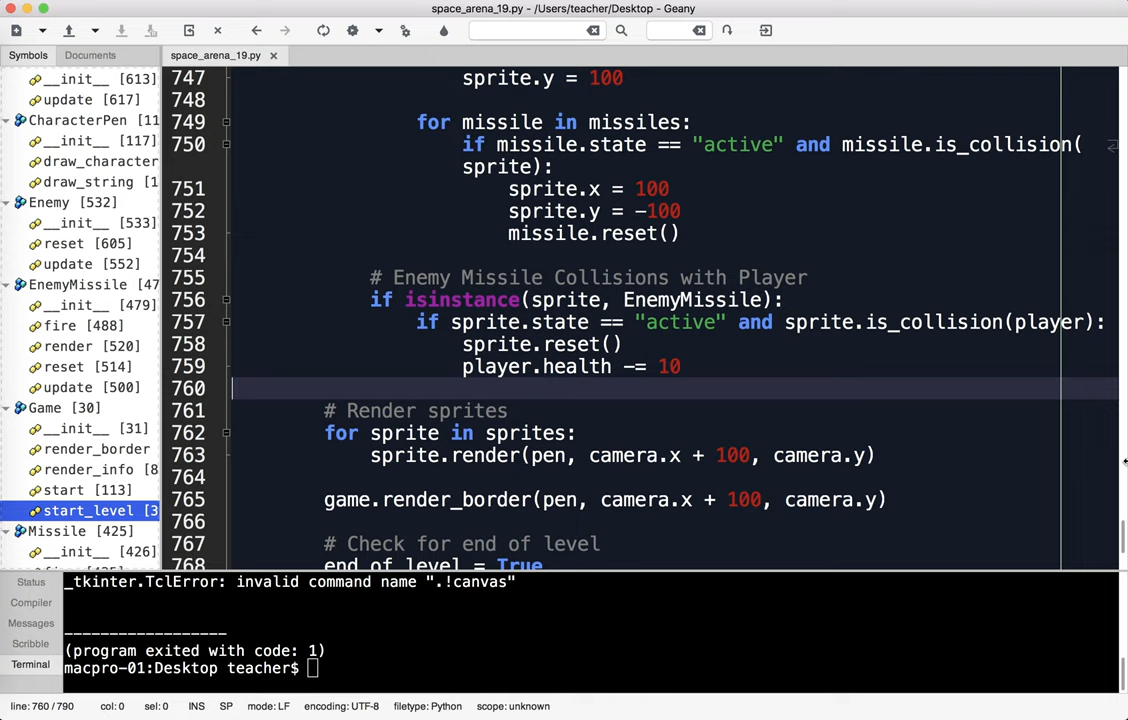 space_arena_19.py - /Users/teacher/Desktop - Geany
Symbols
Documents
space_arena_19.py
__init__ [613]
update [617]
CharacterPen [11
__init__ [117]
draw_character
draw_string [1
Enemy [532]
__init__ [533]
reset [605]
update [552]
EnemyMissile [47
__init__ [479]
fire [488]
render [520]
reset [514]
update [500]
Game [30]
__init__ [31]
render_border
render_info [8
start [113]
start_level [3
Missile [425]
__init__ [426]
747 sprite.y = 100
748
749 for missile in missiles:
750 if missile.state == "active" and missile.is_collision(
sprite):
751 sprite.x = 100
752 sprite.y = -100
753 missile.reset()
754
755 # Enemy Missile Collisions with Player
756 if isinstance(sprite, EnemyMissile):
757 if sprite.state == "active" and sprite.is_collision(player):
758 sprite.reset()
759 player.health -= 10
760
761 # Render sprites
762 for sprite in sprites:
763 sprite.render(pen, camera.x + 100, camera.y)
764
765 game.render_border(pen, camera.x + 100, camera.y)
766
767 # Check for end of level
768 end_of_level = True
Status
Compiler
Messages
Scribble
Terminal
_tkinter.TclError: invalid command name ".!canvas"
------------------
(program exited with code: 1)
macpro-01:Desktop teacher$
line: 760 / 790 col: 0 sel: 0 INS SP mode: LF encoding: UTF-8 filetype: Python scope: unknown